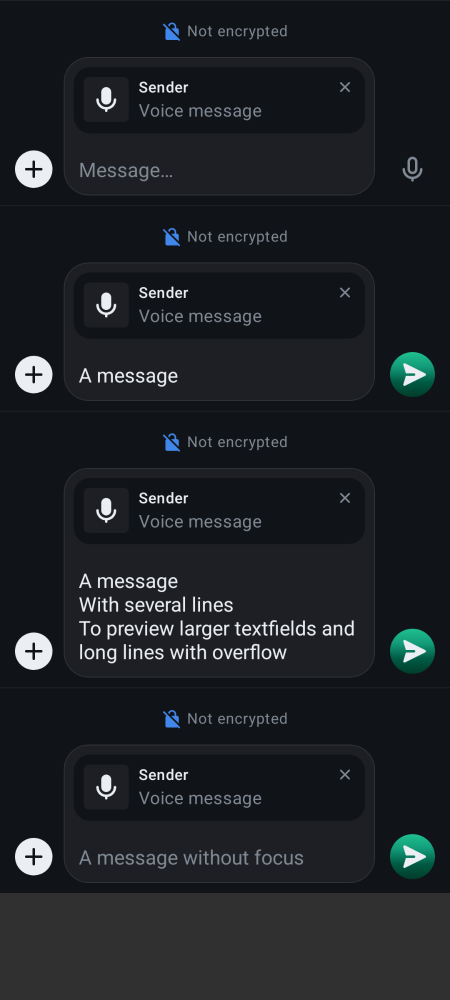 Not encrypted
Sender
Voice message
Message…
Not encrypted
Sender
Voice message
A message
Not encrypted
Sender
Voice message
A message
With several lines
To preview larger textfields and
long lines with overflow
Not encrypted
Sender
Voice message
A message without focus